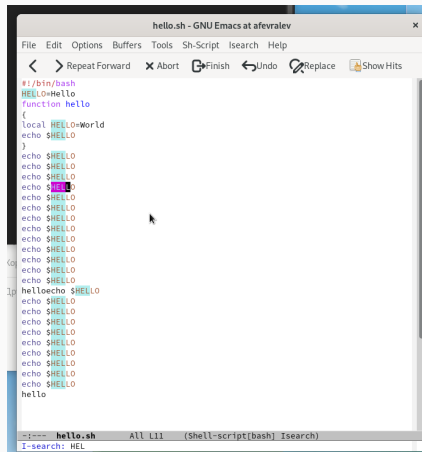 hello.sh - GNU Emacs at afevralev ×
File Edit Options Buffers Tools Sh-Script Isearch Help
Repeat Forward Abort Finish Undo Replace Show Hits
#!/bin/bash
HELLO=Hello
function hello
{
local HELLO=World
echo $HELLO
}
echo $HELLO
echo $HELLO
echo $HELLO
echo $HELLO
echo $HELLO
echo $HELLO
echo $HELLO
echo $HELLO
echo $HELLO
echo $HELLO
echo $HELLO
echo $HELLO
echo $HELLO
helloecho $HELLO
echo $HELLO
echo $HELLO
echo $HELLO
echo $HELLO
echo $HELLO
echo $HELLO
echo $HELLO
echo $HELLO
echo $HELLO
hello
-:--- hello.sh All L11 (Shell-script[bash] Isearch)
I-search: HEL